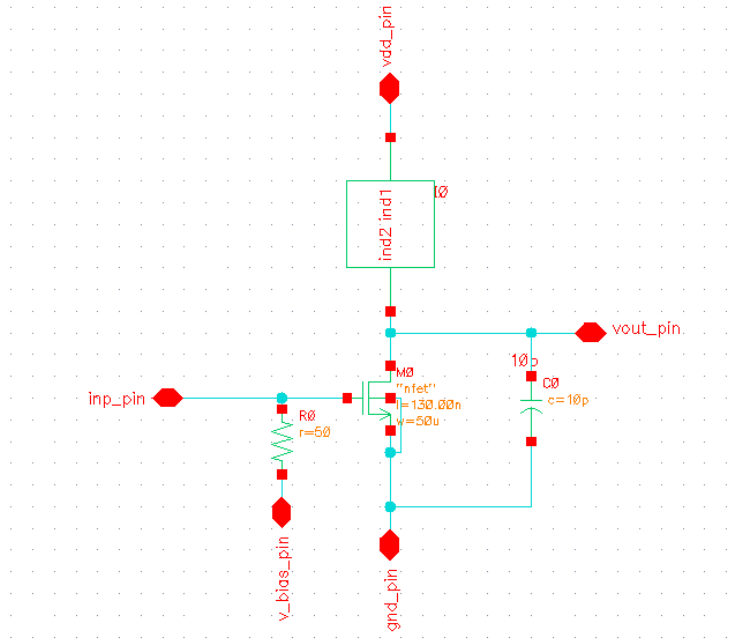 vdd_pin
ind2 ind1
I0
vout_pin
10p
M0
"nfet"
l=130.00n
w=50u
C0
c=10p
inp_pin
R0
r=50
v_bias_pin
gnd_pin